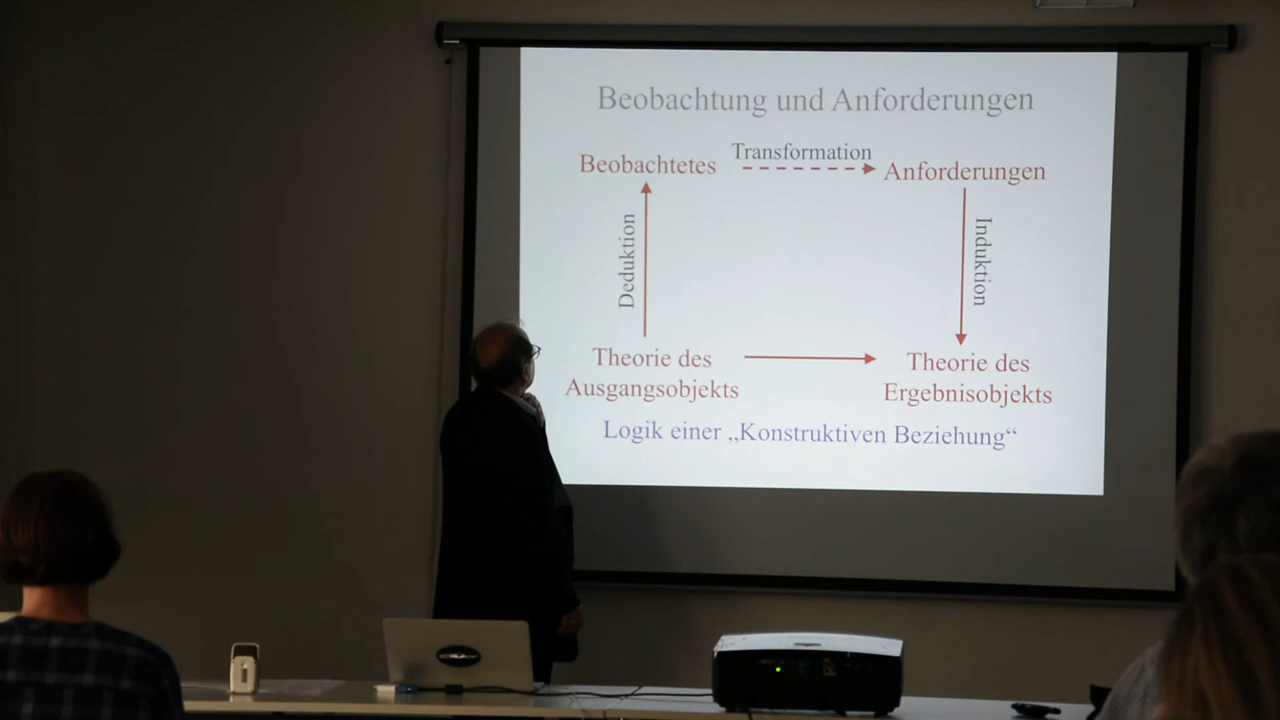 Beobachtung und Anforderungen
Transformation
Beobachtetes
Anforderungen
Deduktion
Induktion
Theorie des
Ausgangsobjekts
Theorie des
Ergebnisobjekts
Logik einer „Konstruktiven Beziehung“